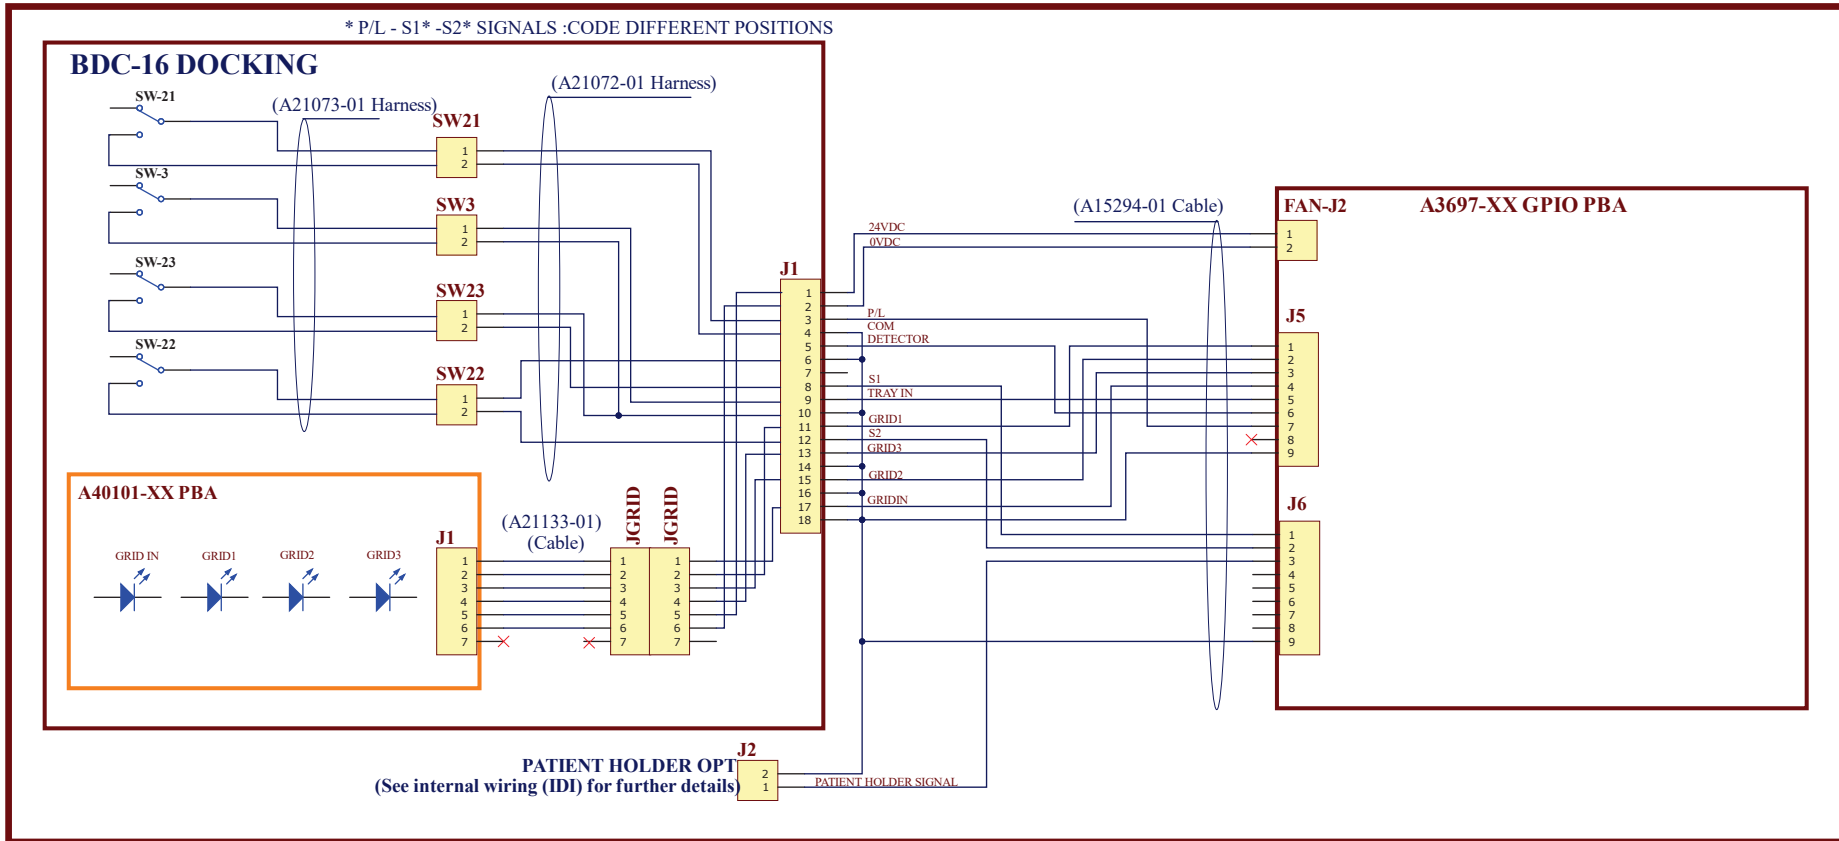 * P/L - S1* -S2* SIGNALS :CODE DIFFERENT POSITIONS
BDC-16 DOCKING
(A21073-01 Harness)
(A21072-01 Harness)
SW-21
SW21
1
2
SW-3
SW3
1
2
SW-23
SW23
1
2
SW-22
SW22
1
2
A40101-XX PBA
GRID IN
GRID1
GRID2
GRID3
J1
1
2
3
4
5
6
7
(A21133-01)
(Cable)
JGRID
1
2
3
4
5
6
7
JGRID
1
2
3
4
5
6
7
J1
1
2
3
4
5
6
7
8
9
10
11
12
13
14
15
16
17
18
24VDC
0VDC
P/L
COM
DETECTOR
S1
TRAY IN
GRID1
S2
GRID3
GRID2
GRIDIN
(A15294-01 Cable)
A3697-XX GPIO PBA
FAN-J2
1
2
J5
1
2
3
4
5
6
7
8
9
J6
1
2
3
4
5
6
7
8
9
PATIENT HOLDER OPT
(See internal wiring (IDI) for further details)
J2
2
1
PATIENT HOLDER SIGNAL